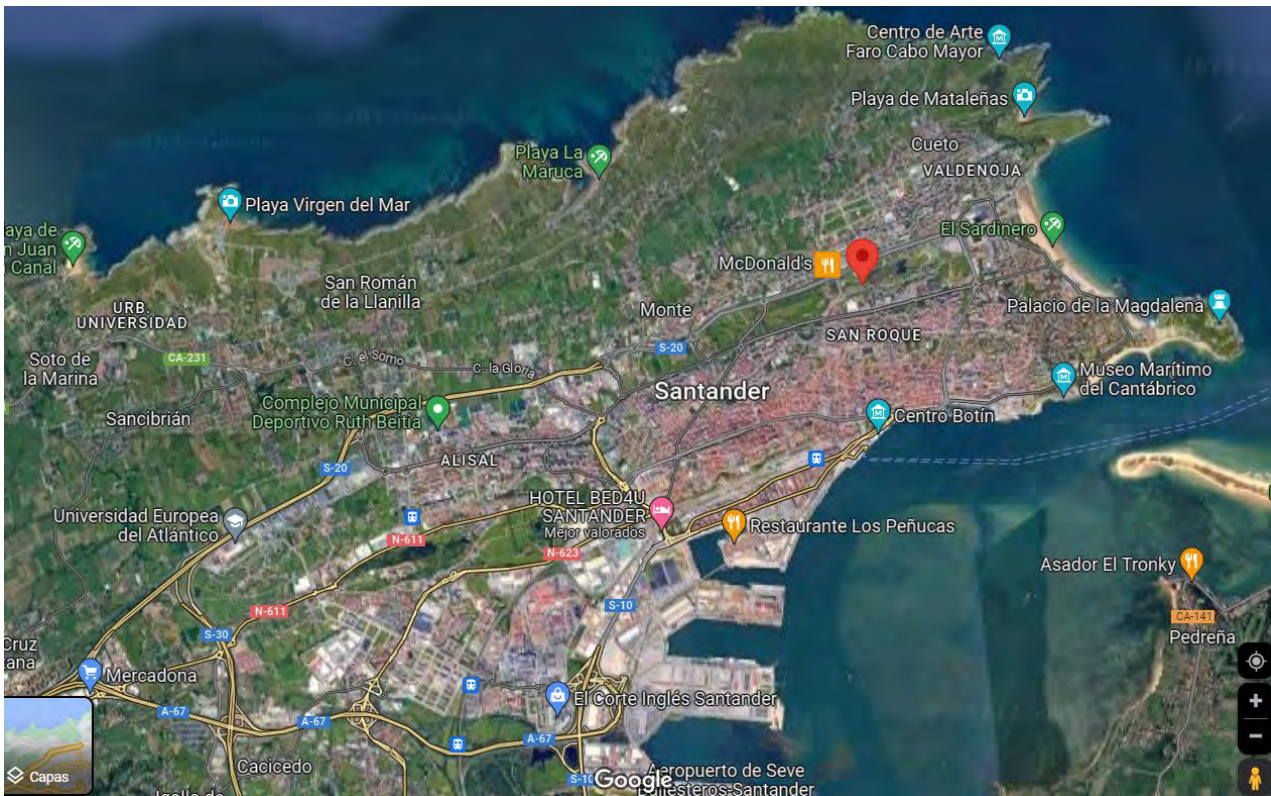 Centro de Arte
Faro Cabo Mayor
Playa de Mataleñas
Cueto
VALDENOJA
Playa La
Maruca
Playa Virgen del Mar
El Sardinero
aya de
n Juan
Canal
McDonald's
San Román
de la Llanilla
Monte
Palacio de la Magdalena
URB.
UNIVERSIDAD
SAN ROQUE
S-20
Soto de
la Marina
CA-231
C. el Somo
C. la Gloria
Santander
Museo Marítimo
del Cantábrico
Complejo Municipal
Deportivo Ruth Beitia
Sancibrián
Centro Botín
ALISAL
S-20
HOTEL BED4U
SANTANDER
Mejor valorados
Universidad Europea
del Atlántico
Restaurante Los Peñucas
N-611
N-623
Asador El Tronky
S-10
N-611
CA-141
S-30
Pedreña
Cruz
zana
Mercadona
El Corte Inglés Santander
A-67
A-67
A-67
Cacicedo
Capas
S-10
Google
Aeropuerto de Seve
Ballesteros-Santander